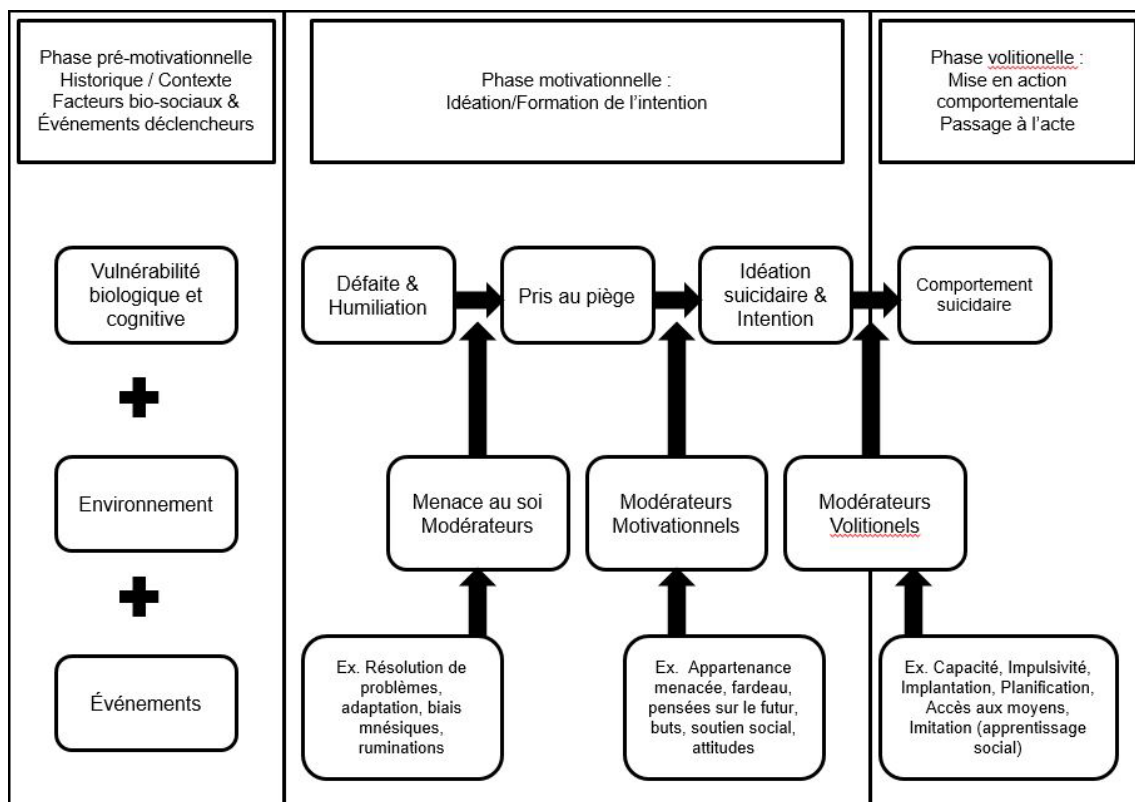 Phase pré-motivationnelle
Historique / Contexte
Facteurs bio-sociaux &
Événements déclencheurs
Phase motivationnelle :
Idéation/Formation de l'intention
Phase volitionelle :
Mise en action
comportementale
Passage à l'acte
Vulnérabilité
biologique et
cognitive
Défaite &
Humiliation
Pris au piège
Idéation
suicidaire &
Intention
Comportement
suicidaire
Environnement
Menace au soi
Modérateurs
Modérateurs
Motivationnels
Modérateurs
Volitionels
Événements
Ex. Résolution de
problèmes,
adaptation, biais
mnésiques,
ruminations
Ex. Appartenance
menacée, fardeau,
pensées sur le futur,
buts, soutien social,
attitudes
Ex. Capacité, Impulsivité,
Implantation, Planification,
Accès aux moyens,
Imitation (apprentissage
social)